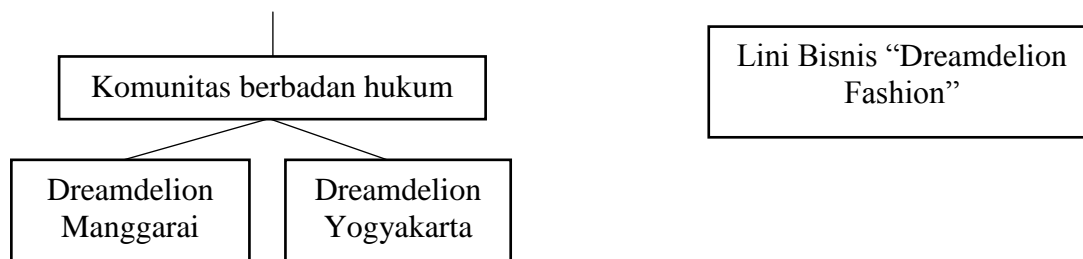 Komunitas berbadan hukum
Lini Bisnis “Dreamdelion
Fashion”
Dreamdelion
Manggarai
Dreamdelion
Yogyakarta